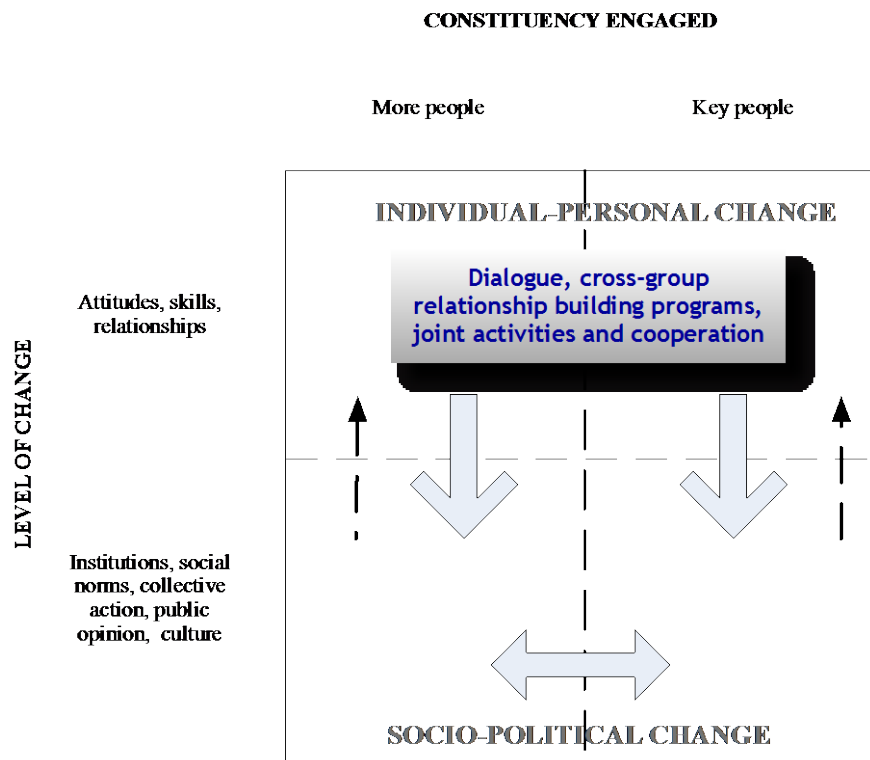 CONSTITUENCY ENGAGED
More people
Key people
INDIVIDUAL-PERSONAL CHANGE
Dialogue, cross-group
relationship building programs,
joint activities and cooperation
Attitudes, skills,
relationships
LEVEL OF CHANGE
Institutions, social
norms, collective
action, public
opinion, culture
SOCIO-POLITICAL CHANGE